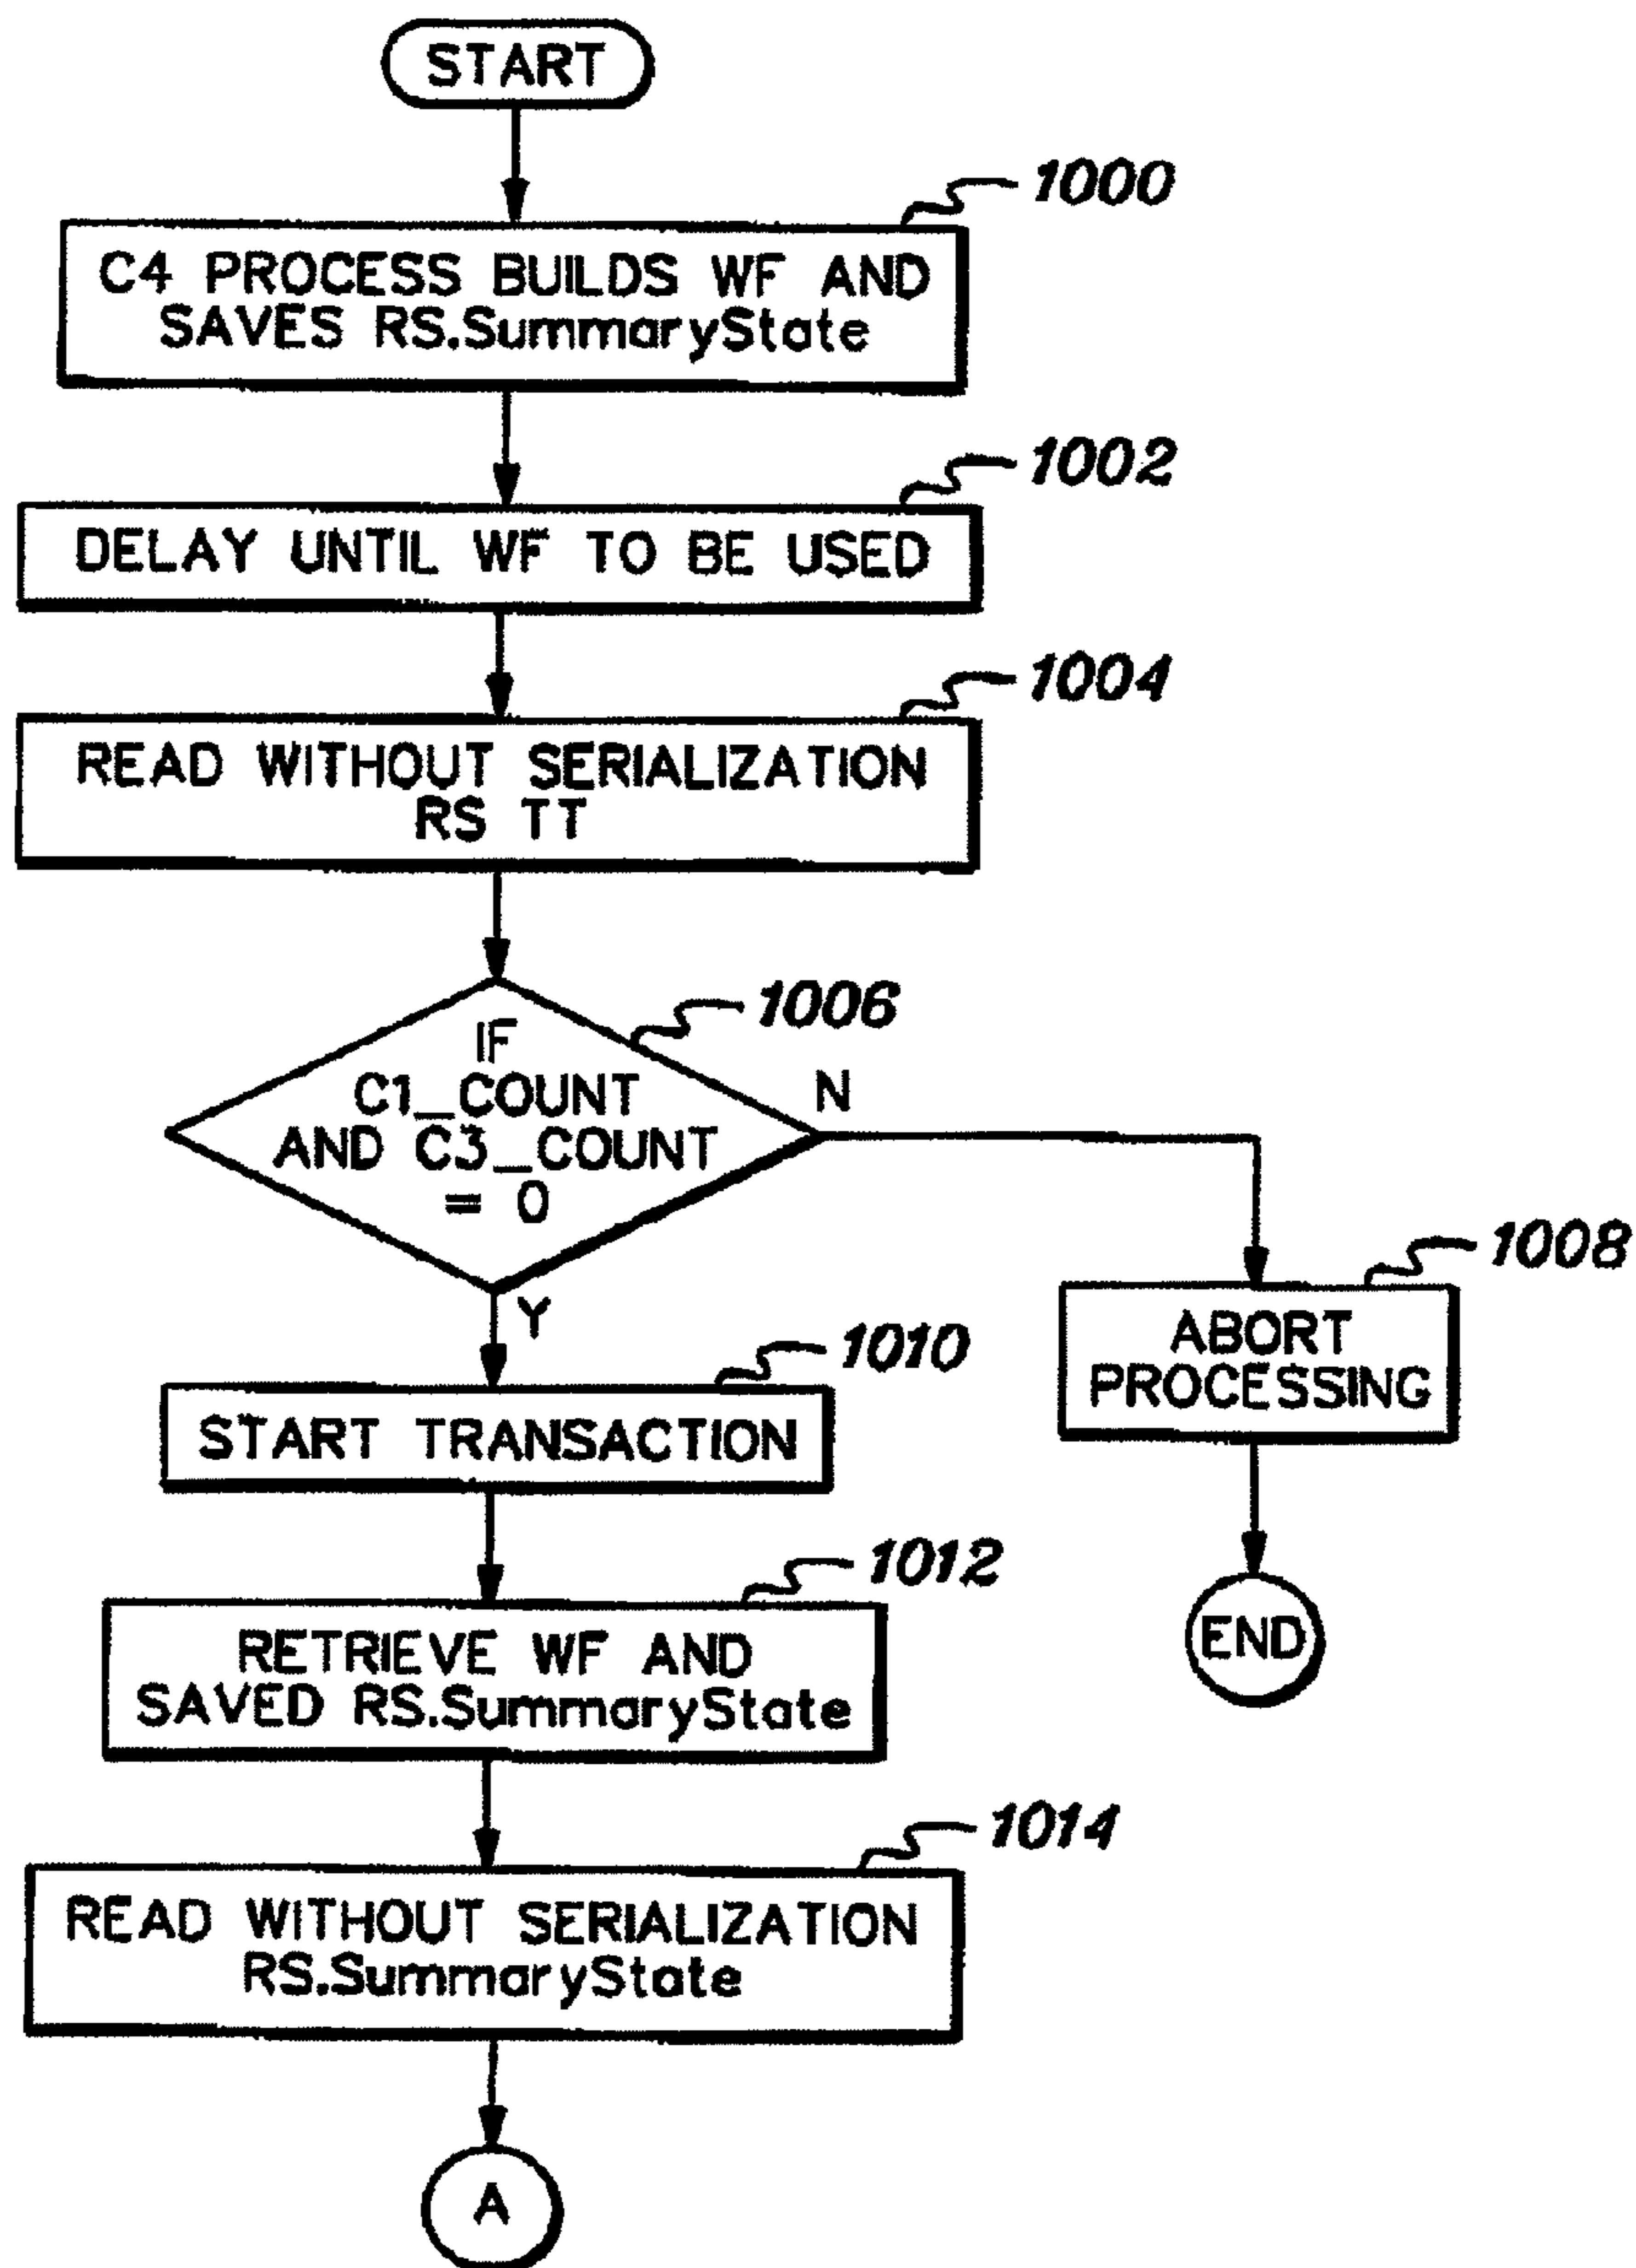 START
1000
C4 PROCESS BUILDS WF AND
SAVES RS.SummaryState
1002
DELAY UNTIL WF TO BE USED
1004
READ WITHOUT SERIALIZATION
RS TT
1006
IF
C1_COUNT
AND C3_COUNT
= 0
N
Y
1008
ABORT
PROCESSING
END
1010
START TRANSACTION
1012
RETRIEVE WF AND
SAVED RS.SummaryState
1014
READ WITHOUT SERIALIZATION
RS.SummaryState
A